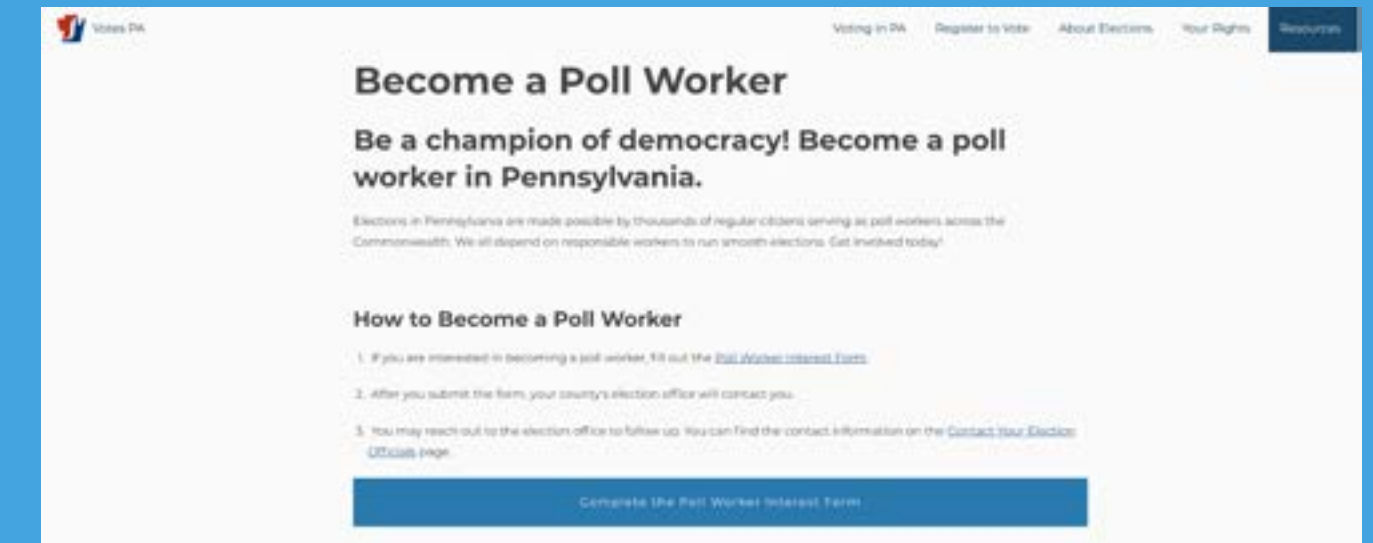 Votes PA
Voting in PA Register to Vote About Elections Your Rights Resources
Become a Poll Worker
Be a champion of democracy! Become a poll
worker in Pennsylvania.
Elections in Pennsylvania are made possible by thousands of regular citizens serving as poll workers across the
Commonwealth. We all depend on responsible workers to run smooth elections. Get involved today!
How to Become a Poll Worker
1. If you are interested in becoming a poll worker, fill out the Poll Worker Interest Form.
2. After you submit the form, your county's election office will contact you.
3. You may reach out to the election office to follow up. You can find the contact information on the Contact Your Election
Officials page.
Complete the Poll Worker Interest Form